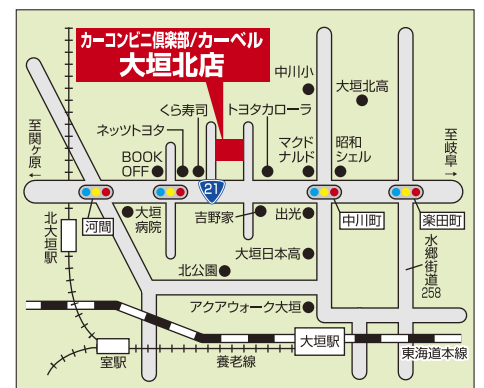 カーコンビニ倶楽部/カーベル
大垣北店
中川小
大垣北高
くら寿司
トヨタカローラ
ネッツトヨタ
至関ヶ原
←
BOOK
OFF
マクド
ナルド
昭和
シェル
至岐阜
→
21
河間
大垣
病院
吉野家
出光
中川町
楽田町
北大垣駅
大垣日本高
北公園
水郷街道
258
アクアウォーク大垣
大垣駅
室駅
養老線
東海道本線